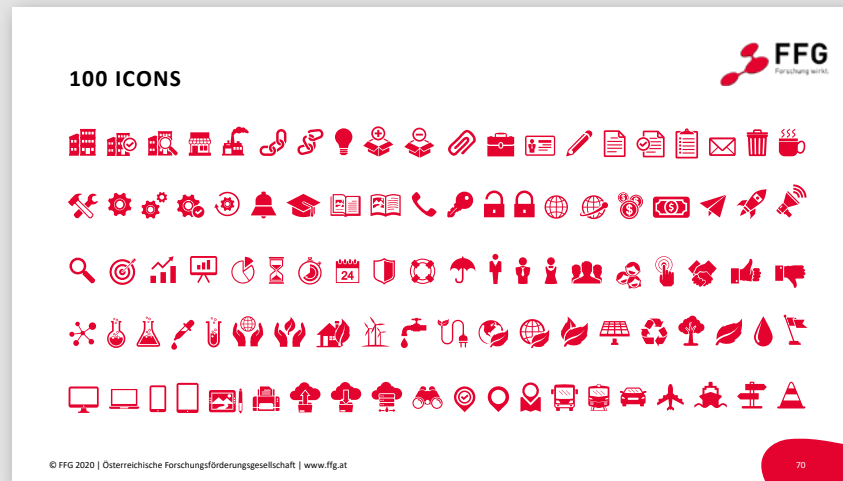 FFG
Forschung wirkt.
100 ICONS
24
© FFG 2020 | Österreichische Forschungsförderungsgesellschaft | www.ffg.at
70